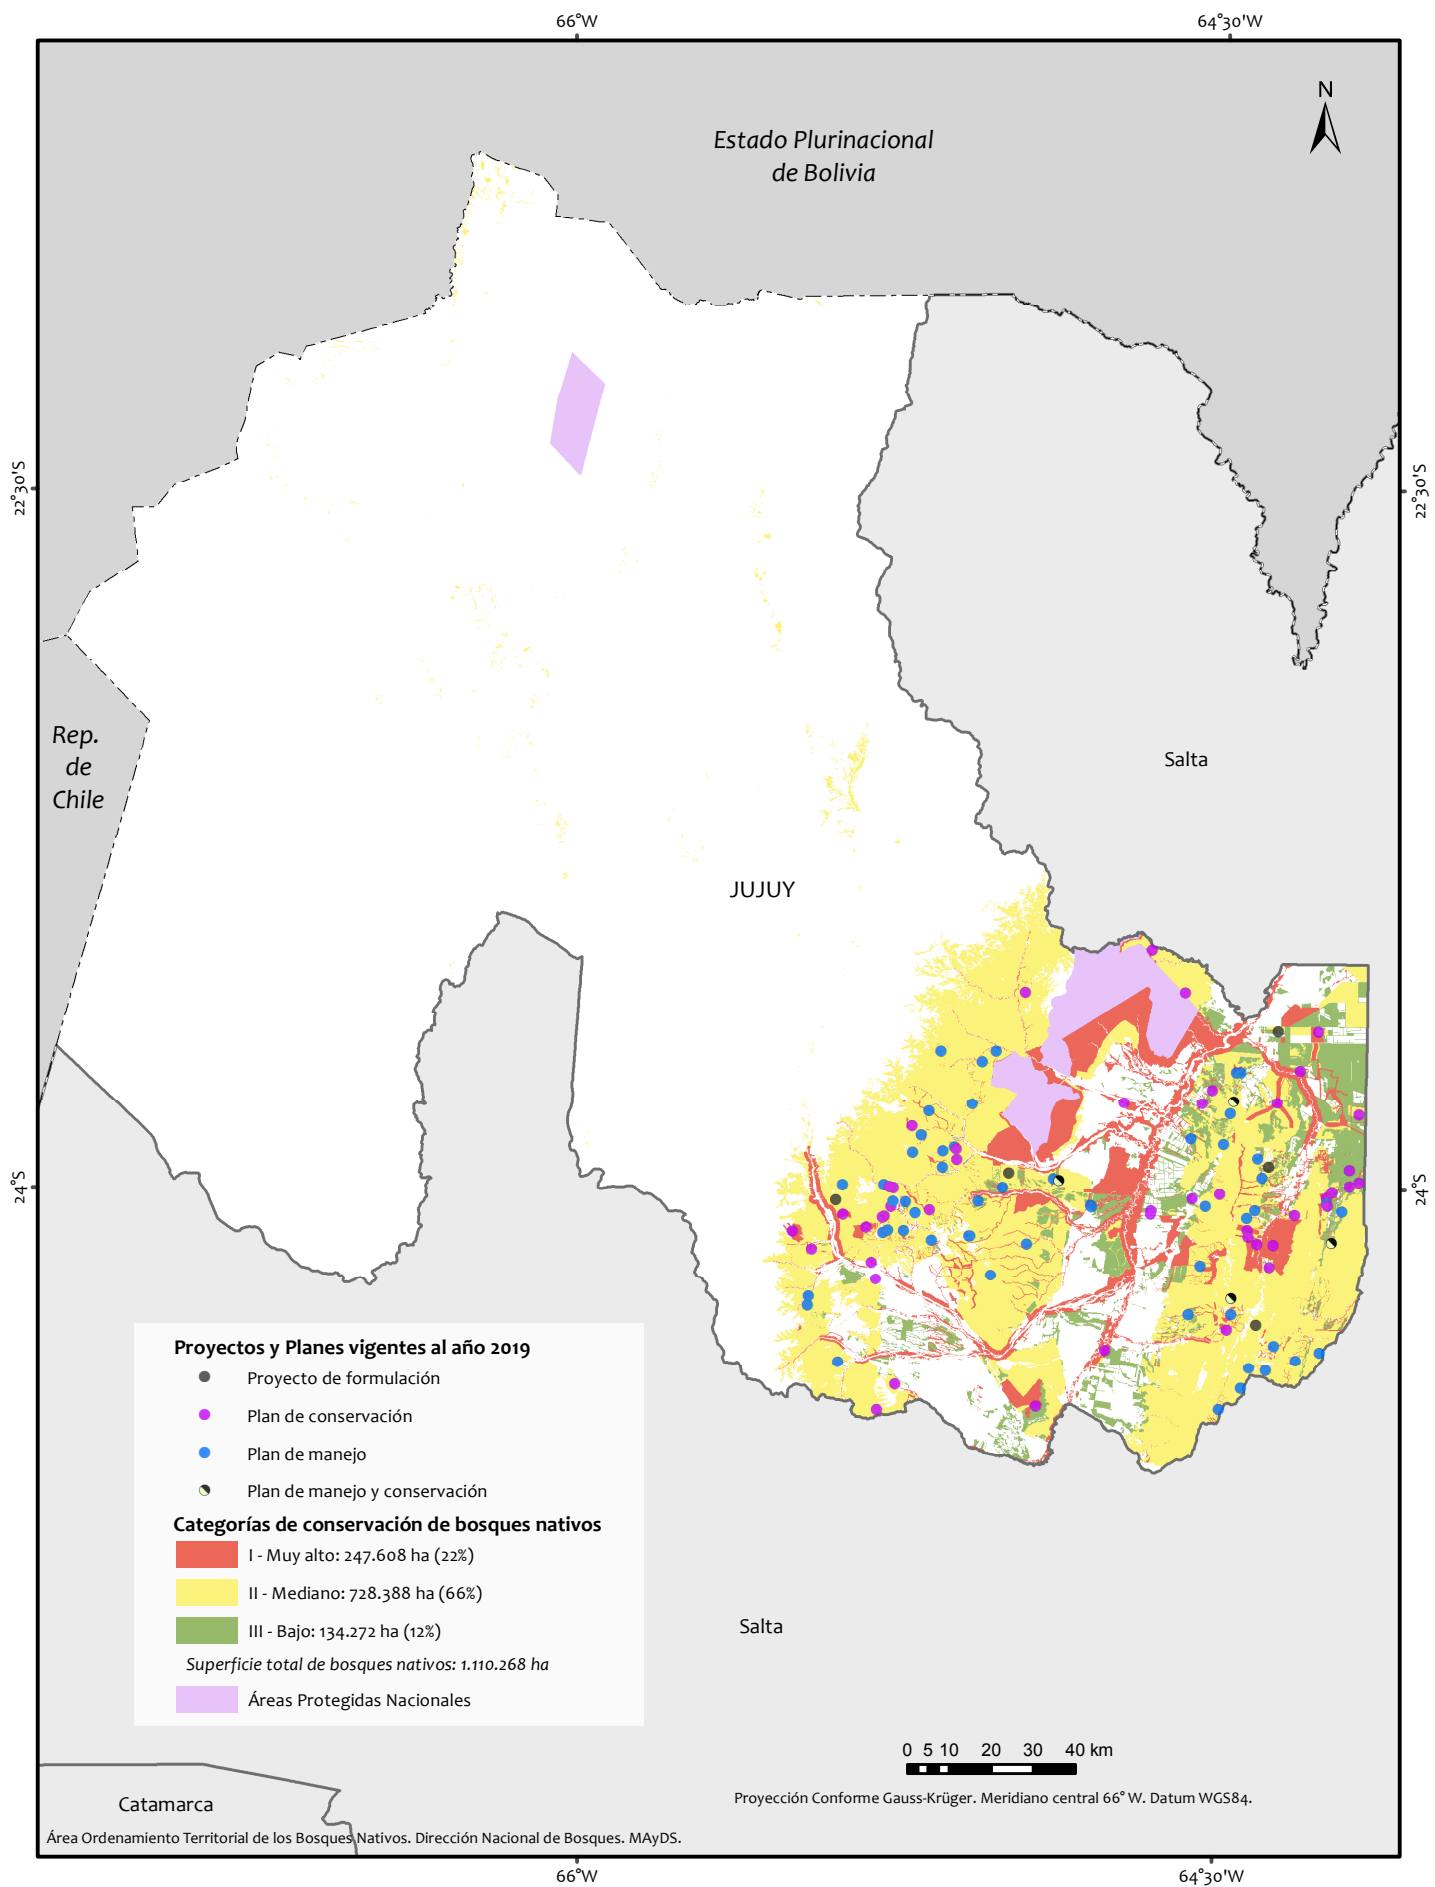 66°W
64°30'W
N
Estado Plurinacional
de Bolivia
22°30'S
22°30'S
Rep.
de
Chile
Salta
JUJUY
24°S
24°S
Proyectos y Planes vigentes al año 2019
Proyecto de formulación
Plan de conservación
Plan de manejo
Plan de manejo y conservación
Categorías de conservación de bosques nativos
I - Muy alto: 247.608 ha (22%)
II - Mediano: 728.388 ha (66%)
III - Bajo: 134.272 ha (12%)
Superficie total de bosques nativos: 1.110.268 ha
Áreas Protegidas Nacionales
Salta
0 5 10 20 30 40 km
Proyección Conforme Gauss-Krüger. Meridiano central 66° W. Datum WGS84.
Catamarca
Área Ordenamiento Territorial de los Bosques Nativos. Dirección Nacional de Bosques. MAyDS.
66°W
64°30'W